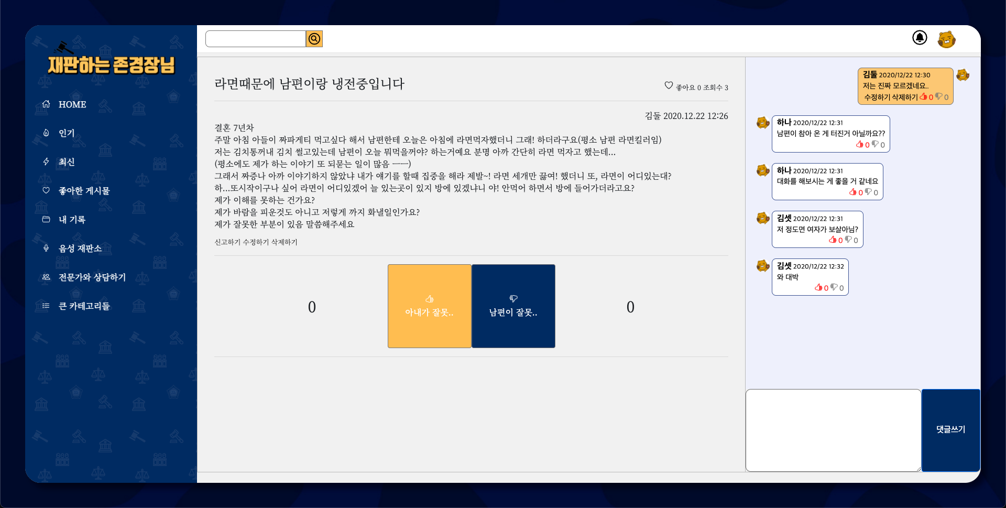 재판하는 존경장님
HOME
인기
최신
좋아한 게시물
내 기록
음성 재판소
전문가와 상담하기
큰 카테고리들
라면때문에 남편이랑 냉전중입니다
좋아요 0 조회수 3
김둘 2020.12.22 12:26
결혼 7년차
주말 아침 아들이 짜파게티 먹고싶다 해서 남편한테 오늘은 아침에 라면먹자했더니 그래! 하더라구요(평소 남편 라면킬러임)
저는 김치통꺼내 김치 썰고있는데 남편이 오늘 뭐먹을꺼야? 하는거예요 분명 아까 간단히 라면 먹자고 했는데...
(평소에도 제가 하는 이야기 또 되묻는 일이 많음 ㅡㅡ)
그래서 짜증나 아까 이야기하지 않았냐 내가 얘기를 할때 집중을 해라 제발~! 라면 세개만 끓여! 했더니 또, 라면이 어디있는대?
하...또시작이구나 싶어 라면이 어디있겠어 늘 있는곳이 있지 방에 있겠냐니 야! 안먹어 하면서 방에 들어가더라고요?
제가 이해를 못하는 건가요?
제가 바람을 피운것도 아니고 저렇게 까지 화낼일인가요?
제가 잘못한 부분이 있음 말씀해주세요
신고하기 수정하기 삭제하기
0
아내가 잘못..
남편이 잘못..
0
김둘 2020/12/22 12:30
저는 진짜 모르겠네요..
수정하기 삭제하기 0 0
하나 2020/12/22 12:31
남편이 참아 온 게 터진거 아닐까요??
0 0
하나 2020/12/22 12:31
대화를 해보시는 게 좋을 거 같네요
0 0
김셋 2020/12/22 12:31
저 정도면 여자가 보살아님?
0 0
김셋 2020/12/22 12:32
와 대박
0 0
댓글쓰기